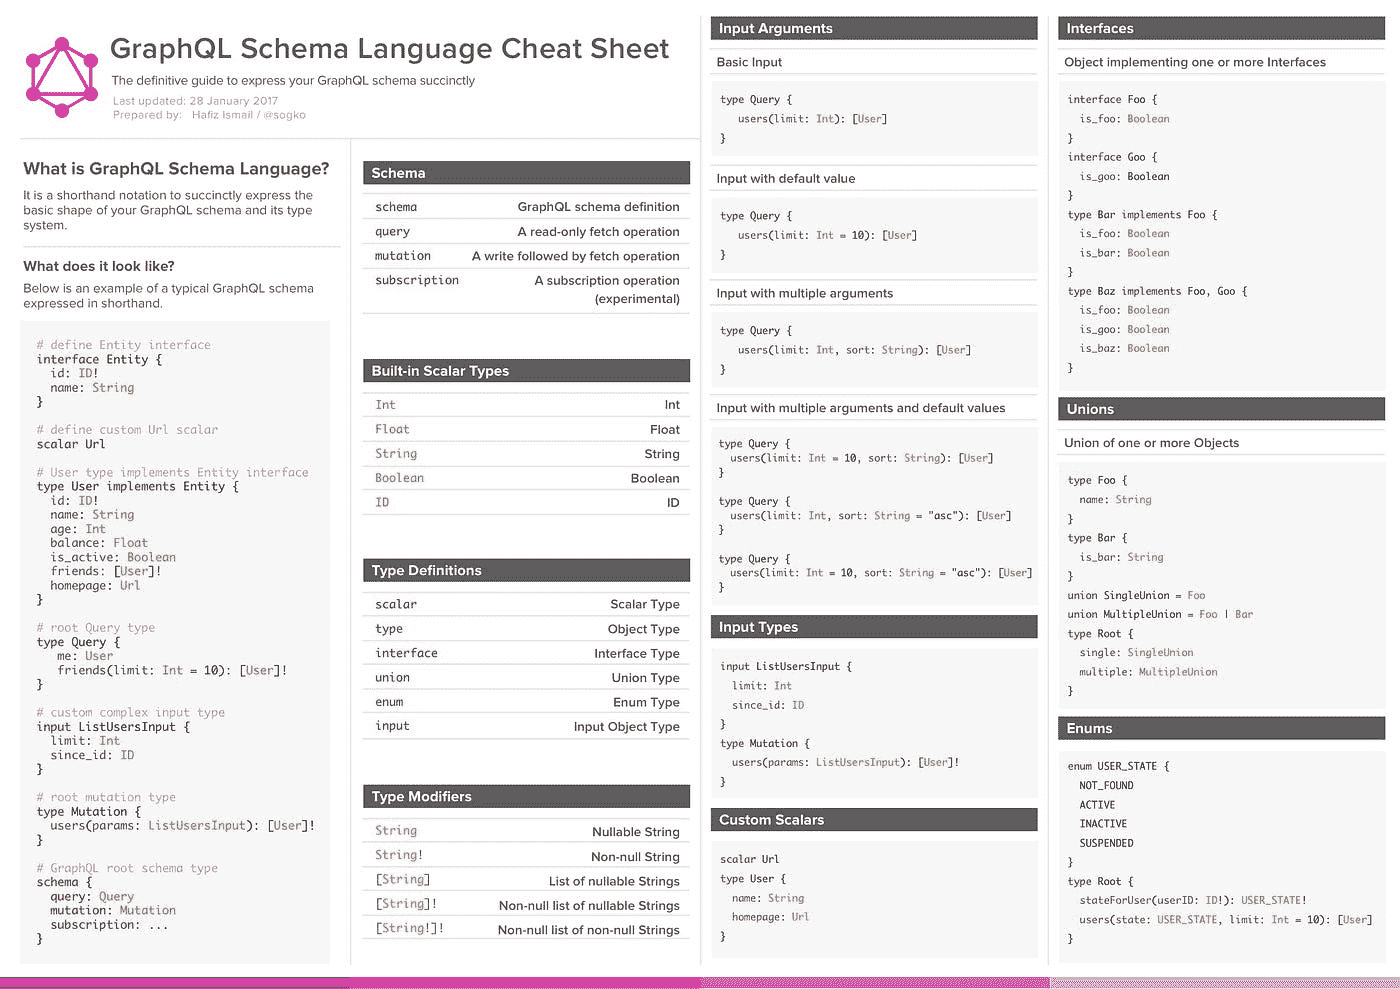 GraphQL Schema Language Cheat Sheet
The definitive guide to express your GraphQL schema succinctly
Last updated: 28 January 2017
Prepared by: Hafiz Ismail / @sogko
What is GraphQL Schema Language?
It is a shorthand notation to succinctly express the
basic shape of your GraphQL schema and its type
system.
What does it look like?
Below is an example of a typical GraphQL schema
expressed in shorthand.
# define Entity interface
interface Entity {
  id: ID!
  name: String
}
# define custom Url scalar
scalar Url
# User type implements Entity interface
type User implements Entity {
  id: ID!
  name: String
  age: Int
  balance: Float
  is_active: Boolean
  friends: [User]!
  homepage: Url
}
# root Query type
type Query {
  me: User
  friends(limit: Int = 10): [User]!
}
# custom complex input type
input ListUsersInput {
  limit: Int
  since_id: ID
}
# root mutation type
type Mutation {
  users(params: ListUsersInput): [User]!
}
# GraphQL root schema type
schema {
  query: Query
  mutation: Mutation
  subscription: ...
}
Schema
schema GraphQL schema definition
query A read-only fetch operation
mutation A write followed by fetch operation
subscription A subscription operation
(experimental)
Built-in Scalar Types
Int Int
Float Float
String String
Boolean Boolean
ID ID
Type Definitions
scalar Scalar Type
type Object Type
interface Interface Type
union Union Type
enum Enum Type
input Input Object Type
Type Modifiers
String Nullable String
String! Non-null String
[String] List of nullable Strings
[String]! Non-null list of nullable Strings
[String!]! Non-null list of non-null Strings
Input Arguments
Basic Input
type Query {
  users(limit: Int): [User]
}
Input with default value
type Query {
  users(limit: Int = 10): [User]
}
Input with multiple arguments
type Query {
  users(limit: Int, sort: String): [User]
}
Input with multiple arguments and default values
type Query {
  users(limit: Int = 10, sort: String): [User]
}
type Query {
  users(limit: Int, sort: String = "asc"): [User]
}
type Query {
  users(limit: Int = 10, sort: String = "asc"): [User]
}
Input Types
input ListUsersInput {
  limit: Int
  since_id: ID
}
type Mutation {
  users(params: ListUsersInput): [User]!
}
Custom Scalars
scalar Url
type User {
  name: String
  homepage: Url
}
Interfaces
Object implementing one or more Interfaces
interface Foo {
  is_foo: Boolean
}
interface Goo {
  is_goo: Boolean
}
type Bar implements Foo {
  is_foo: Boolean
  is_bar: Boolean
}
type Baz implements Foo, Goo {
  is_foo: Boolean
  is_goo: Boolean
  is_baz: Boolean
}
Unions
Union of one or more Objects
type Foo {
  name: String
}
type Bar {
  is_bar: String
}
union SingleUnion = Foo
union MultipleUnion = Foo | Bar
type Root {
  single: SingleUnion
  multiple: MultipleUnion
}
Enums
enum USER_STATE {
  NOT_FOUND
  ACTIVE
  INACTIVE
  SUSPENDED
}
type Root {
  stateForUser(userID: ID!): USER_STATE!
  users(state: USER_STATE, limit: Int = 10): [User]
}